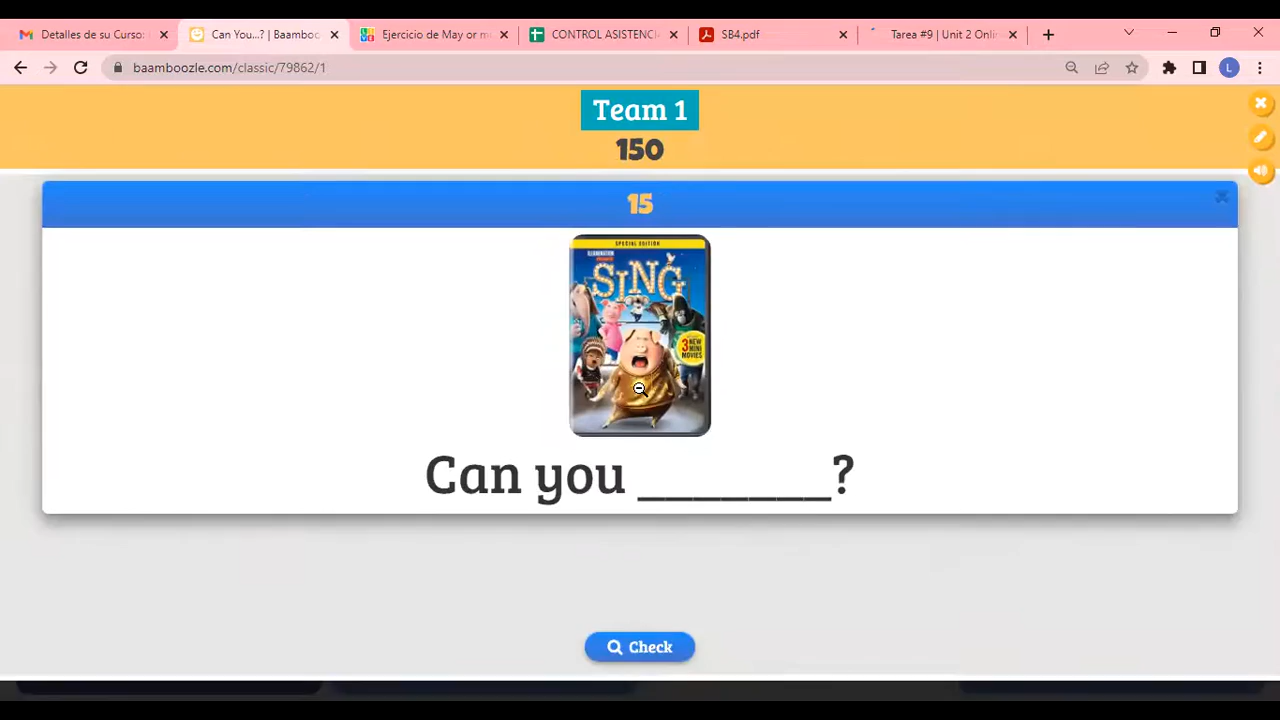 Detalles de su Curso:
Can You...? | Baamboo
Ejercicio de May or m
CONTROL ASISTENCI
SB4.pdf
Tarea #9 | Unit 2 Onli
baamboozle.com/classic/79862/1
L
Team 1
150
15
SPECIAL EDITION
ILLUMINATION
SING
3 NEW
MINI
MOVIES
Can you _______?
Check